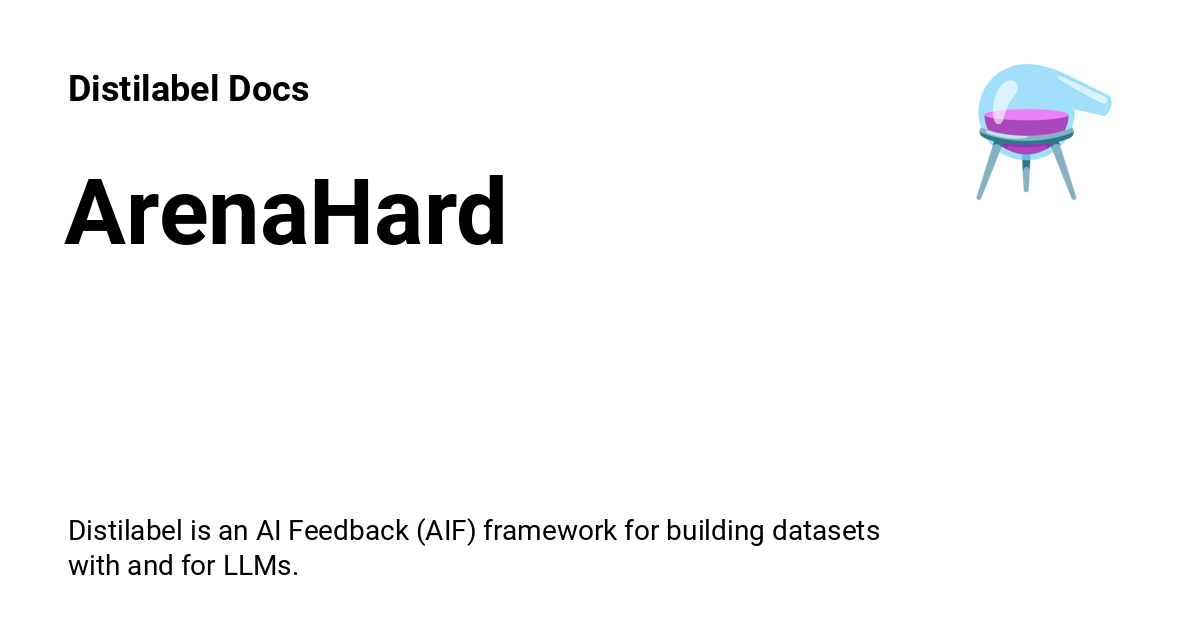 Distilabel Docs
ArenaHard
Distilabel is an AI Feedback (AIF) framework for building datasets
with and for LLMs.